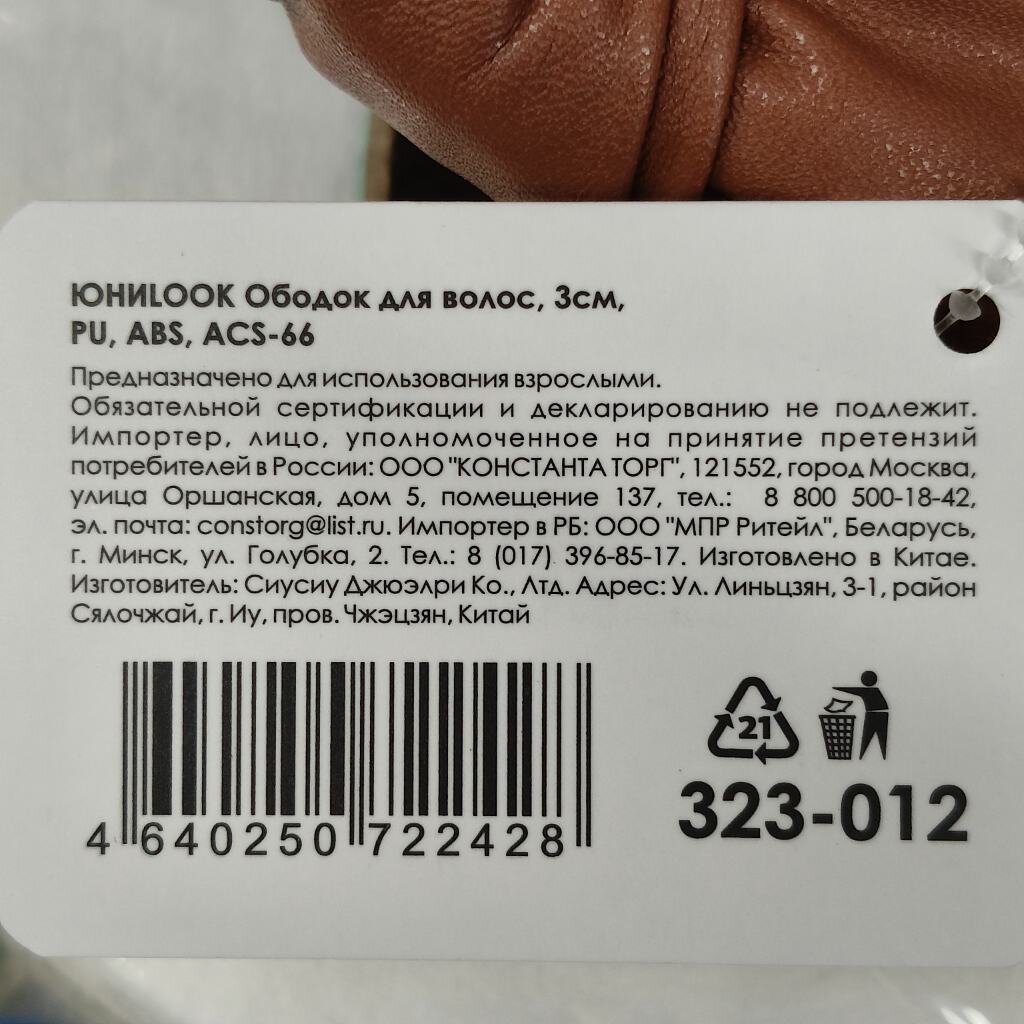 ЮНИLOOK Ободок для волос, 3см,
PU, ABS, ACS-66
Предназначено для использования взрослыми.
Обязательной сертификации и декларированию не подлежит.
Импортер, лицо, уполномоченное на принятие претензий
потребителей в России: ООО "КОНСТАНТА ТОРГ", 121552, город Москва,
улица Оршанская, дом 5, помещение 137, тел.: 8 800 500-18-42,
эл. почта: constorg@list.ru. Импортер в РБ: ООО "МПР Ритейл", Беларусь,
г. Минск, ул. Голубка, 2. Тел.: 8 (017) 396-85-17. Изготовлено в Китае.
Изготовитель: Сиусиу Джюэлри Ко., Лтд. Адрес: Ул. Линьцзян, 3-1, район
Сялочжай, г. Иу, пров. Чжэцзян, Китай
21
323-012
4 640250 722428